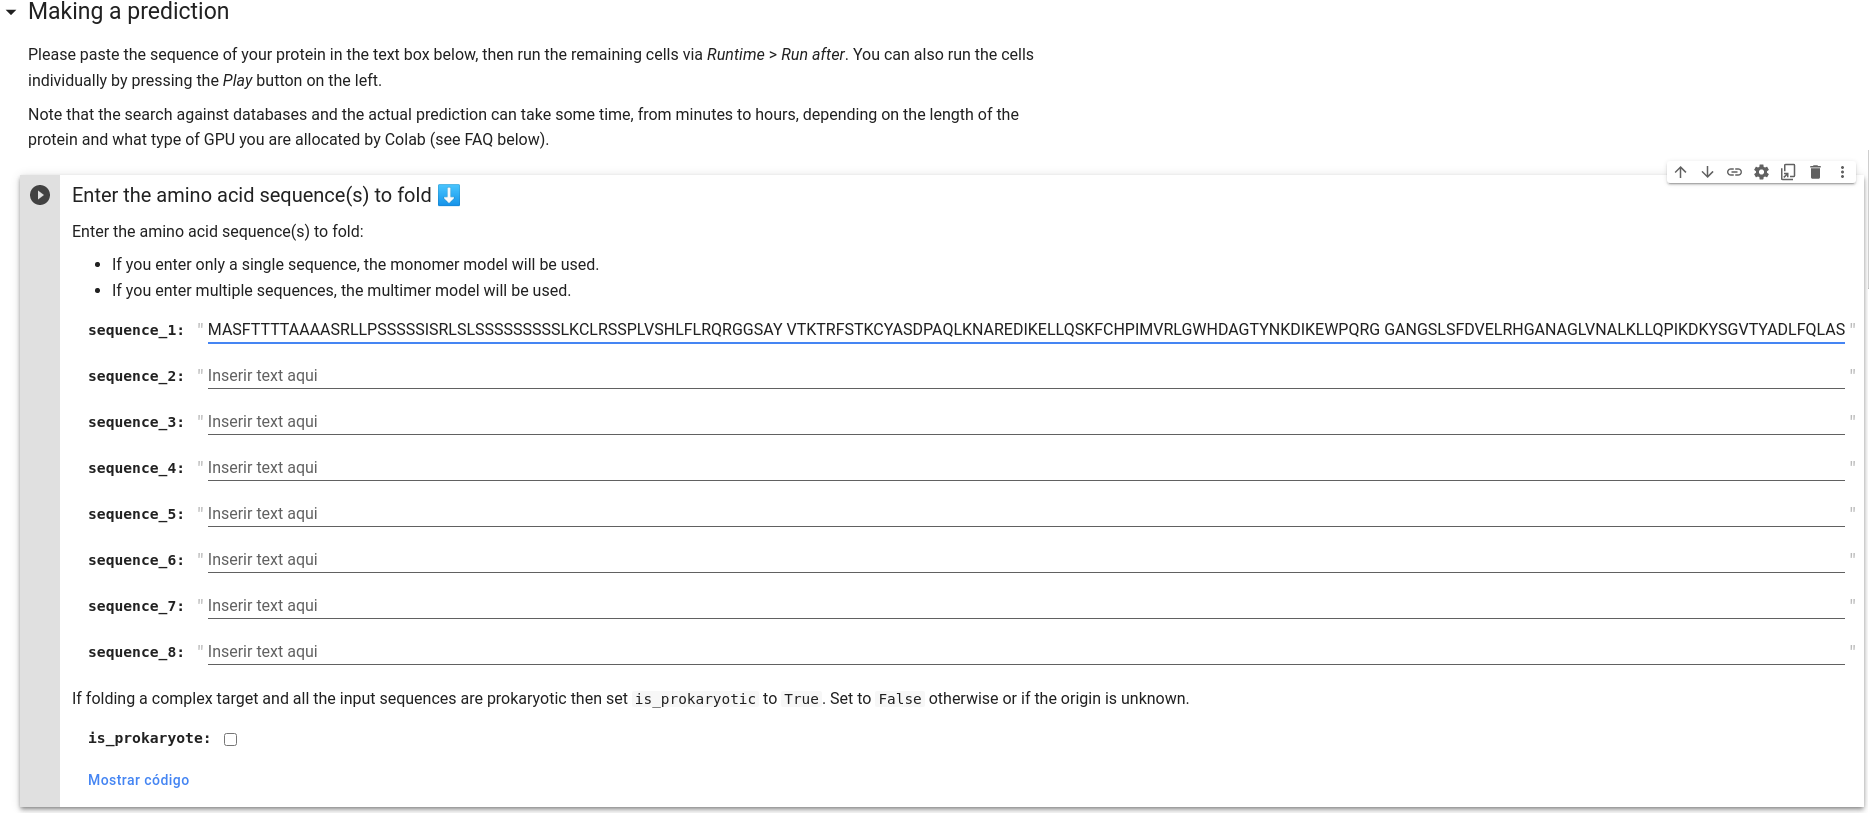 Making a prediction
Please paste the sequence of your protein in the text box below, then run the remaining cells via Runtime > Run after. You can also run the cells
individually by pressing the Play button on the left.
Note that the search against databases and the actual prediction can take some time, from minutes to hours, depending on the length of the
protein and what type of GPU you are allocated by Colab (see FAQ below).
Enter the amino acid sequence(s) to fold ⬇️
Enter the amino acid sequence(s) to fold:
• If you enter only a single sequence, the monomer model will be used.
• If you enter multiple sequences, the multimer model will be used.
sequence_1: "MASFTTTTAAAASRLLPSSSSSISRLSLSSSSSSSSSLKCLRSSPLVSHLFLRQRGGSAY VTKTRFSTKCYASDPAQLKNAREDIKELLQSKFCHPIMVRLGWHDAGTYNKDIKEWPQRG GANGSLSFDVELRHGANAGLVNALKLLQPIKDKYSGVTYADLFQLAS"
sequence_2: "Inserir text aqui"
sequence_3: "Inserir text aqui"
sequence_4: "Inserir text aqui"
sequence_5: "Inserir text aqui"
sequence_6: "Inserir text aqui"
sequence_7: "Inserir text aqui"
sequence_8: "Inserir text aqui"
If folding a complex target and all the input sequences are prokaryotic then set is_prokaryotic to True. Set to False otherwise or if the origin is unknown.
is_prokaryote:
Mostrar código